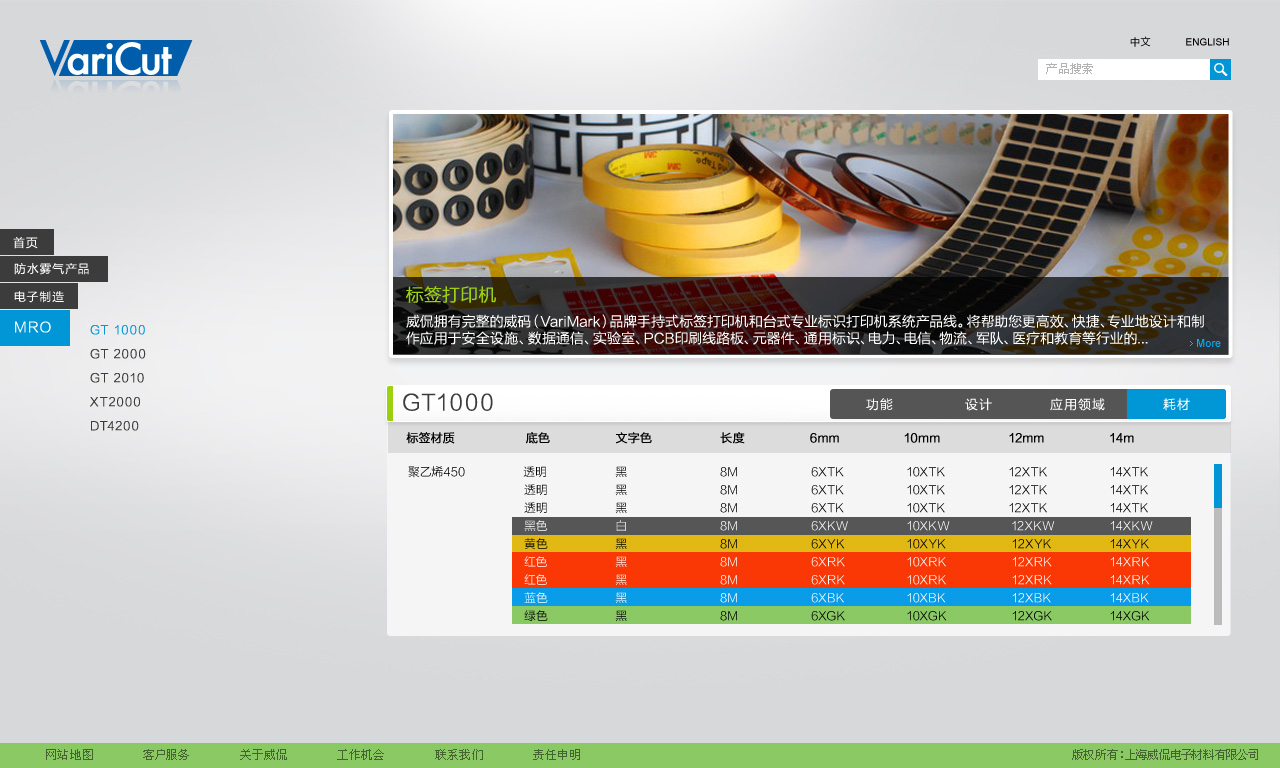 VariCut
中文 ENGLISH
产品搜索
3M 3M Tape
首页
防水雾气产品
电子制造
MRO
GT 1000
GT 2000
GT 2010
XT2000
DT4200
标签打印机
威侃拥有完整的威码(VariMark)品牌手持式标签打印机和台式专业标识打印机系统产品线。将帮助您更高效、快捷、专业地设计和制
作应用于安全设施、数据通信、实验室、PCB印刷线路板、元器件、通用标识、电力、电信、物流、军队、医疗和教育等行业的...
> More
GT1000 功能 设计 应用领域 耗材
标签材质 底色 文字色 长度 6mm 10mm 12mm 14m
聚乙烯450 透明 黑 8M 6XTK 10XTK 12XTK 14XTK
透明 黑 8M 6XTK 10XTK 12XTK 14XTK
透明 黑 8M 6XTK 10XTK 12XTK 14XTK
黑色 白 8M 6XKW 10XKW 12XKW 14XKW
黄色 黑 8M 6XYK 10XYK 12XYK 14XYK
红色 黑 8M 6XRK 10XRK 12XRK 14XRK
红色 黑 8M 6XRK 10XRK 12XRK 14XRK
蓝色 黑 8M 6XBK 10XBK 12XBK 14XBK
绿色 黑 8M 6XGK 10XGK 12XGK 14XGK
网站地图 客户服务 关于威侃 工作机会 联系我们 责任申明 版权所有：上海威侃电子材料有限公司